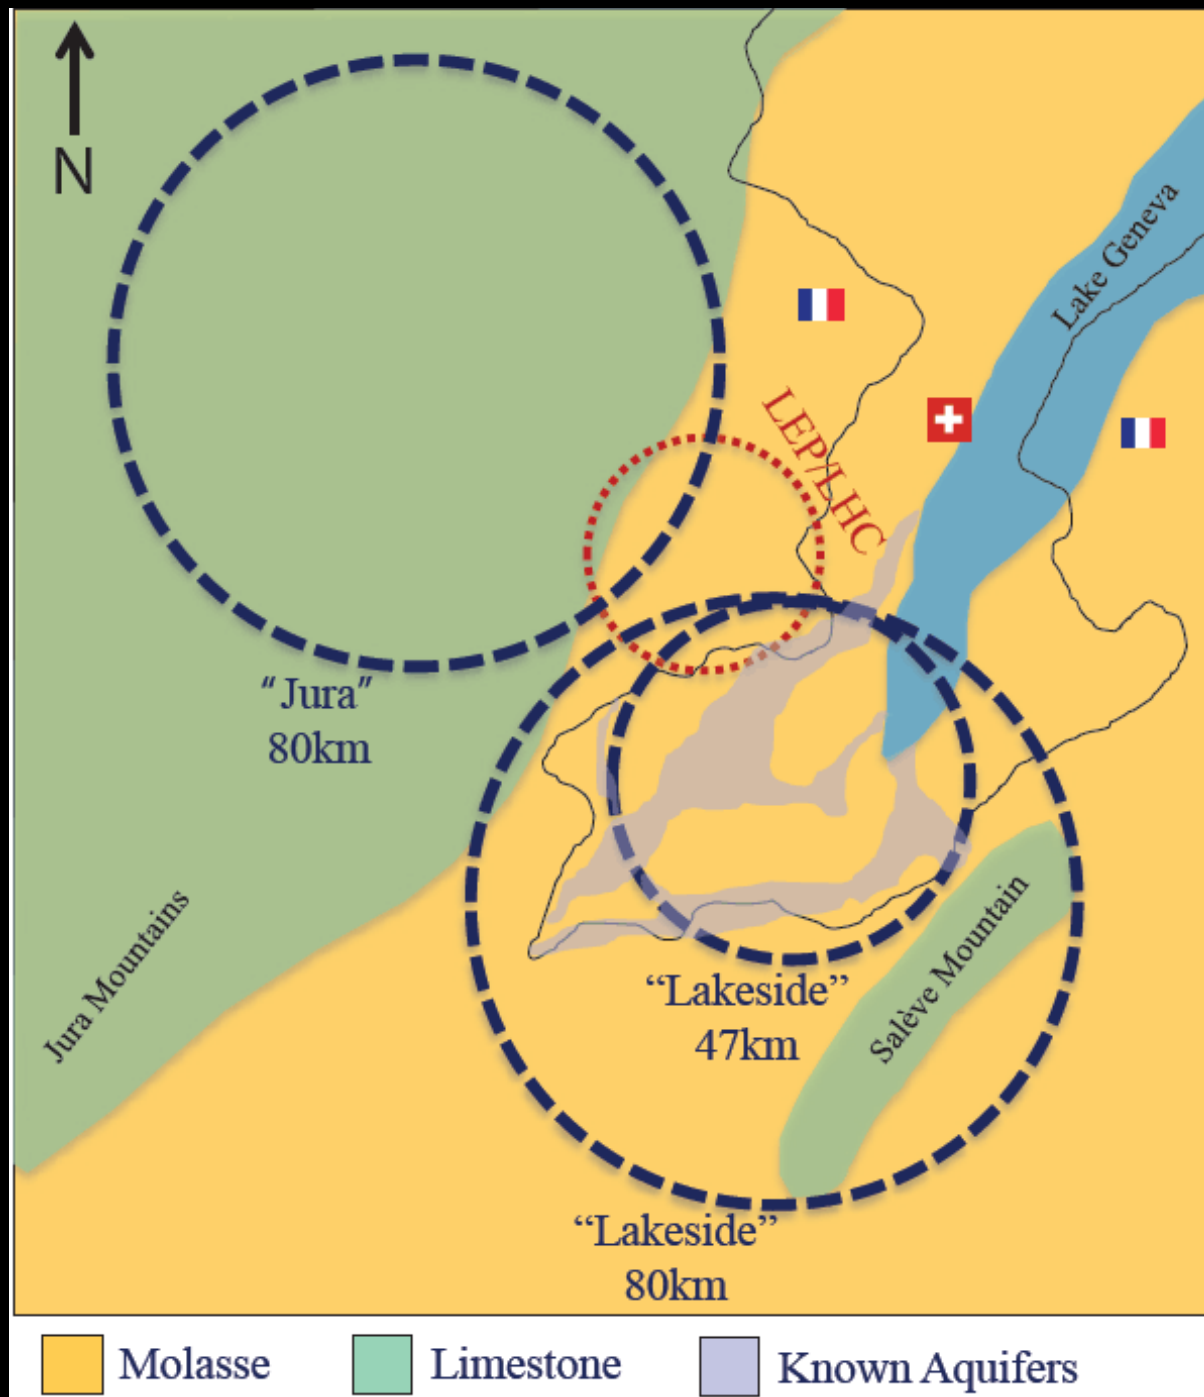 N
Lake Geneva
LEP/LHC
"Jura"
80km
Jura Mountains
“Lakeside”
47km
Salève Mountain
“Lakeside”
80km
Molasse
Limestone
Known Aquifers